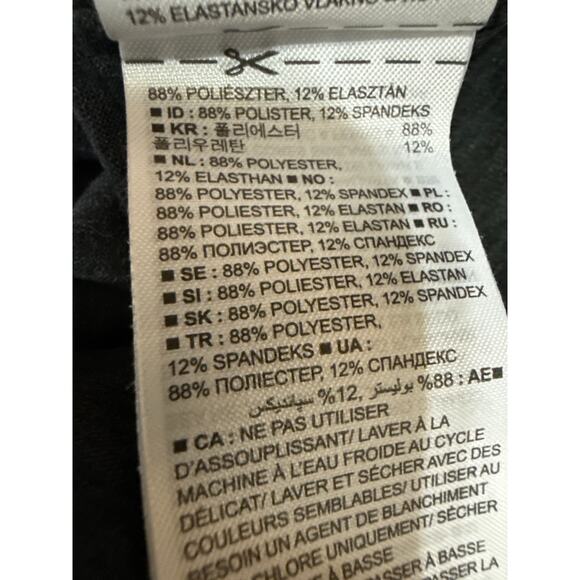 12% ELASTANSKO VLAKNO
88% POLIÉSZTER, 12% ELASZTÁN
■ ID : 88% POLISTER, 12% SPANDEKS
■ KR : 폴리에스터 88%
폴리우레탄 12%
■ NL : 88% POLYESTER,
12% ELASTHAN ■ NO :
88% POLYESTER, 12% SPANDEX ■ PL :
88% POLIESTER, 12% ELASTAN ■ RO :
88% POLIESTER, 12% ELASTAN ■ RU :
88% ПОЛИЭСТЕР, 12% СПАНДЕКС
■ SE : 88% POLYESTER, 12% SPANDEX
■ SI : 88% POLIESTER, 12% ELASTAN
■ SK : 88% POLYESTER, 12% SPANDEX
■ TR : 88% POLYESTER,
12% SPANDEKS ■ UA :
88% ПОЛІЕСТЕР, 12% СПАНДЕКС
■ AE : 88% بوليستر ,12% سپانديكس
■ CA : NE PAS UTILISER
D'ASSOUPLISSANT/ LAVER À LA
MACHINE À L'EAU FROIDE AU CYCLE
DÉLICAT/ LAVER ET SÉCHER AVEC DES
COULEURS SEMBLABLES/ UTILISER AU
BESOIN UN AGENT DE BLANCHIMENT
CHLORE UNIQUEMENT/ SÉCHER
À BASSE
À BASSE
SER LA